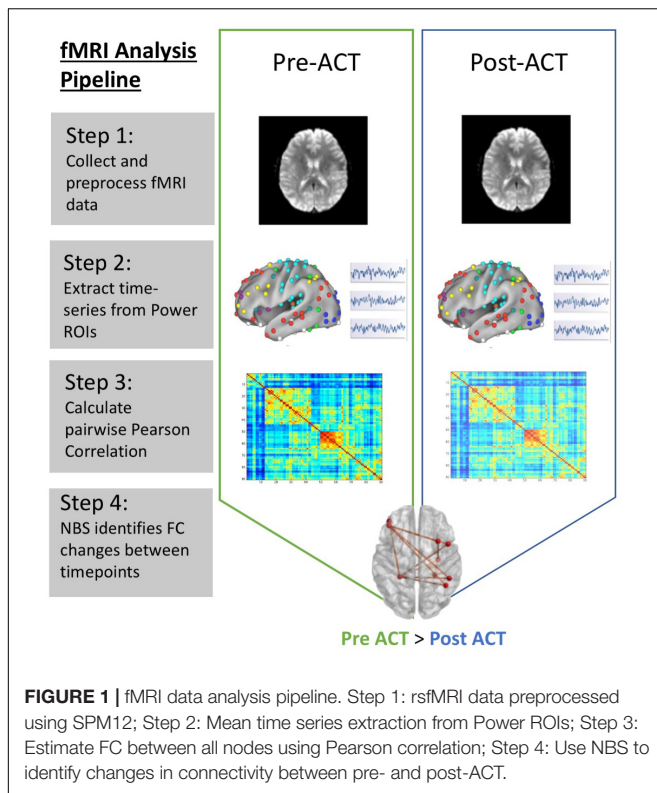 fMRI Analysis
Pipeline
Pre-ACT
Post-ACT
Step 1:
Collect and
preprocess fMRI
data
Step 2:
Extract time-
series from Power
ROIs
Step 3:
Calculate
pairwise Pearson
Correlation
Step 4:
NBS identifies FC
changes between
timepoints
Pre ACT > Post ACT
FIGURE 1 | fMRI data analysis pipeline. Step 1: rsfMRI data preprocessed
using SPM12; Step 2: Mean time series extraction from Power ROIs; Step 3:
Estimate FC between all nodes using Pearson correlation; Step 4: Use NBS to
identify changes in connectivity between pre- and post-ACT.